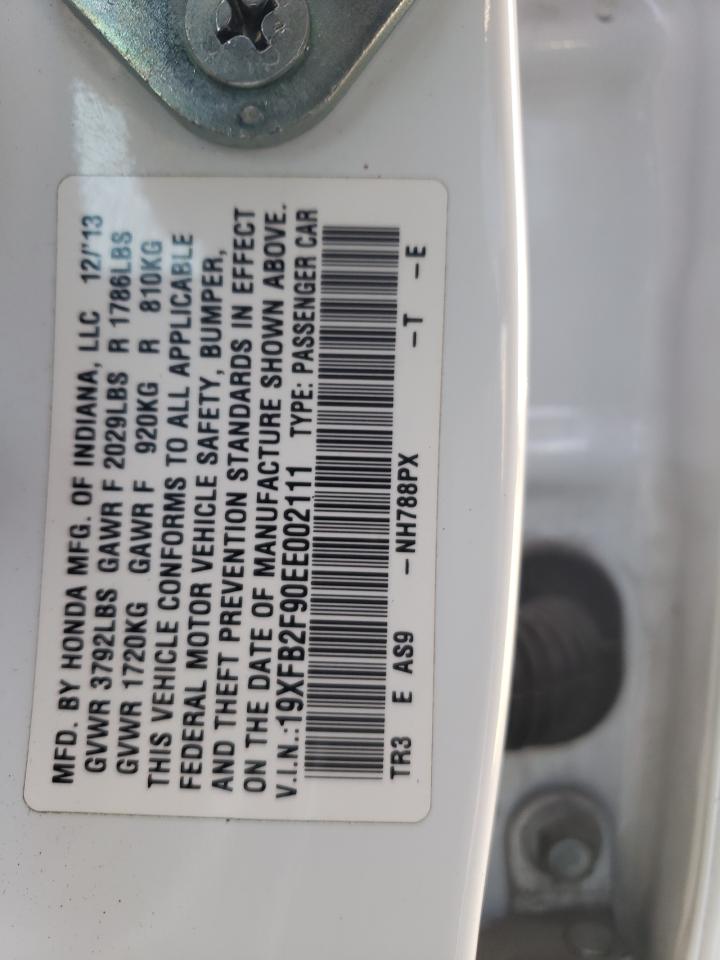 MFD. BY HONDA MFG. OF INDIANA, LLC 12/'13
GVWR 3792LBS GAWR F 2029LBS R 1786LBS
GVWR 1720KG GAWR F 920KG R 810KG
THIS VEHICLE CONFORMS TO ALL APPLICABLE
FEDERAL MOTOR VEHICLE SAFETY, BUMPER,
AND THEFT PREVENTION STANDARDS IN EFFECT
ON THE DATE OF MANUFACTURE SHOWN ABOVE.
V.I.N.:19XFB2F90EE002111 TYPE: PASSENGER CAR
TR3 E AS9 -NH788PX -T -E